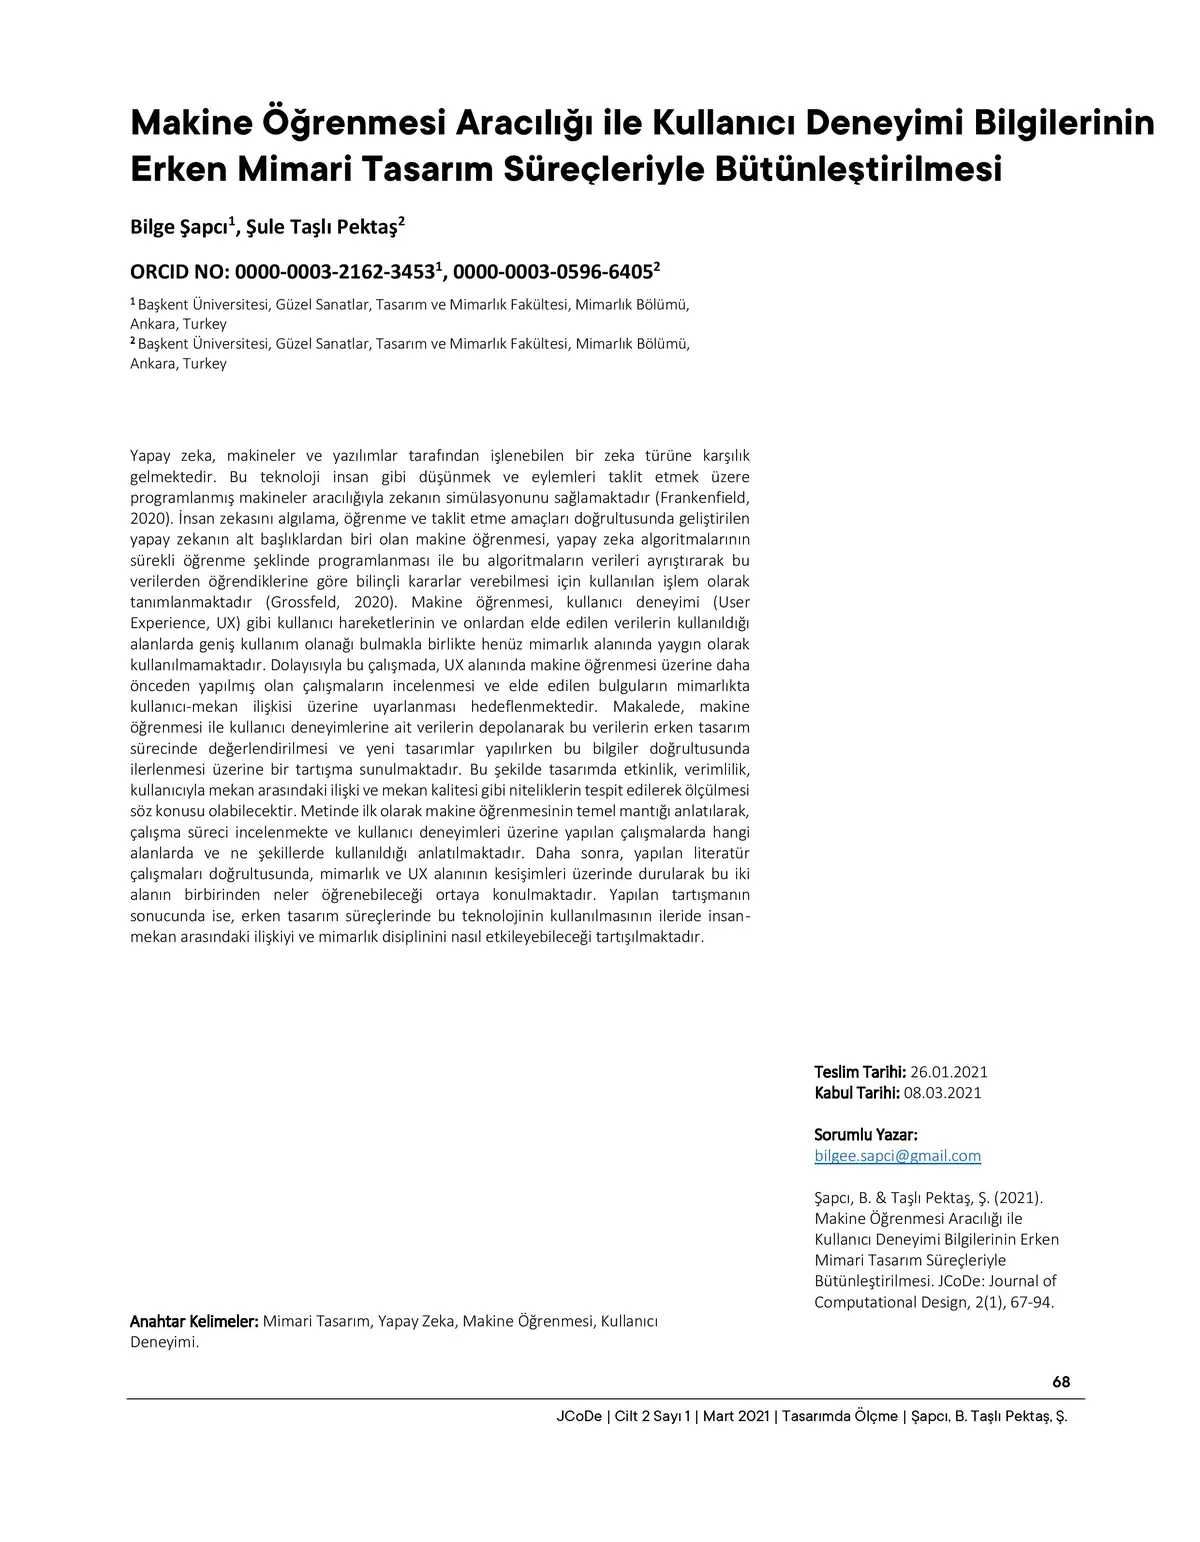 Makine Öğrenmesi Aracılığı ile Kullanıcı Deneyimi Bilgilerinin
Erken Mimari Tasarım Süreçleriyle Bütünleştirilmesi
Bilge Şapcı¹, Şule Taşlı Pektaş²
ORCID NO: 0000-0003-2162-3453¹, 0000-0003-0596-6405²
¹ Başkent Üniversitesi, Güzel Sanatlar, Tasarım ve Mimarlık Fakültesi, Mimarlık Bölümü,
Ankara, Turkey
² Başkent Üniversitesi, Güzel Sanatlar, Tasarım ve Mimarlık Fakültesi, Mimarlık Bölümü,
Ankara, Turkey
Yapay zeka, makineler ve yazılımlar tarafından işlenebilen bir zeka türüne karşılık
gelmektedir. Bu teknoloji insan gibi düşünmek ve eylemleri taklit etmek üzere
programlanmış makineler aracılığıyla zekanın simülasyonunu sağlamaktadır (Frankenfield,
2020). İnsan zekasını algılama, öğrenme ve taklit etme amaçları doğrultusunda geliştirilen
yapay zekanın alt başlıklardan biri olan makine öğrenmesi, yapay zeka algoritmalarının
sürekli öğrenme şeklinde programlanması ile bu algoritmaların verileri ayrıştırarak bu
verilerden öğrendiklerine göre bilinçli kararlar verebilmesi için kullanılan işlem olarak
tanımlanmaktadır (Grossfeld, 2020). Makine öğrenmesi, kullanıcı deneyimi (User
Experience, UX) gibi kullanıcı hareketlerinin ve onlardan elde edilen verilerin kullanıldığı
alanlarda geniş kullanım olanağı bulmakla birlikte henüz mimarlık alanında yaygın olarak
kullanılmamaktadır. Dolayısıyla bu çalışmada, UX alanında makine öğrenmesi üzerine daha
önceden yapılmış olan çalışmaların incelenmesi ve elde edilen bulguların mimarlıkta
kullanıcı-mekan ilişkisi üzerine uyarlanması hedeflenmektedir. Makalede, makine
öğrenmesi ile kullanıcı deneyimlerine ait verilerin depolanarak bu verilerin erken tasarım
sürecinde değerlendirilmesi ve yeni tasarımlar yapılırken bu bilgiler doğrultusunda
ilerlenmesi üzerine bir tartışma sunulmaktadır. Bu şekilde tasarımda etkinlik, verimlilik,
kullanıcıyla mekan arasındaki ilişki ve mekan kalitesi gibi niteliklerin tespit edilerek ölçülmesi
söz konusu olabilecektir. Metinde ilk olarak makine öğrenmesinin temel mantığı anlatılarak,
çalışma süreci incelenmekte ve kullanıcı deneyimleri üzerine yapılan çalışmalarda hangi
alanlarda ve ne şekillerde kullanıldığı anlatılmaktadır. Daha sonra, yapılan literatür
çalışmaları doğrultusunda, mimarlık ve UX alanının kesişimleri üzerinde durularak bu iki
alanın birbirinden neler öğrenebileceği ortaya konulmaktadır. Yapılan tartışmanın
sonucunda ise, erken tasarım süreçlerinde bu teknolojinin kullanılmasının ileride insan-
mekan arasındaki ilişkiyi ve mimarlık disiplinini nasıl etkileyebileceği tartışılmaktadır.
Teslim Tarihi: 26.01.2021
Kabul Tarihi: 08.03.2021
Sorumlu Yazar:
bilgee.sapci@gmail.com
Şapcı, B. & Taşlı Pektaş, Ş. (2021).
Makine Öğrenmesi Aracılığı ile
Kullanıcı Deneyimi Bilgilerinin Erken
Mimari Tasarım Süreçleriyle
Bütünleştirilmesi. JCoDe: Journal of
Computational Design, 2(1), 67-94.
Anahtar Kelimeler: Mimari Tasarım, Yapay Zeka, Makine Öğrenmesi, Kullanıcı
Deneyimi.
68
JCoDe | Cilt 2 Sayı 1 | Mart 2021 | Tasarımda Ölçme | Şapcı, B. Taşlı Pektaş, Ş.